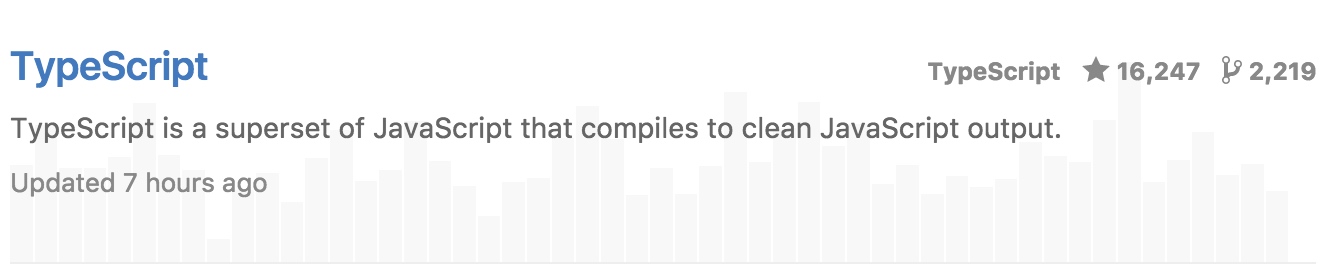 TypeScript
TypeScript 16,247 2,219
TypeScript is a superset of JavaScript that compiles to clean JavaScript output.
Updated 7 hours ago